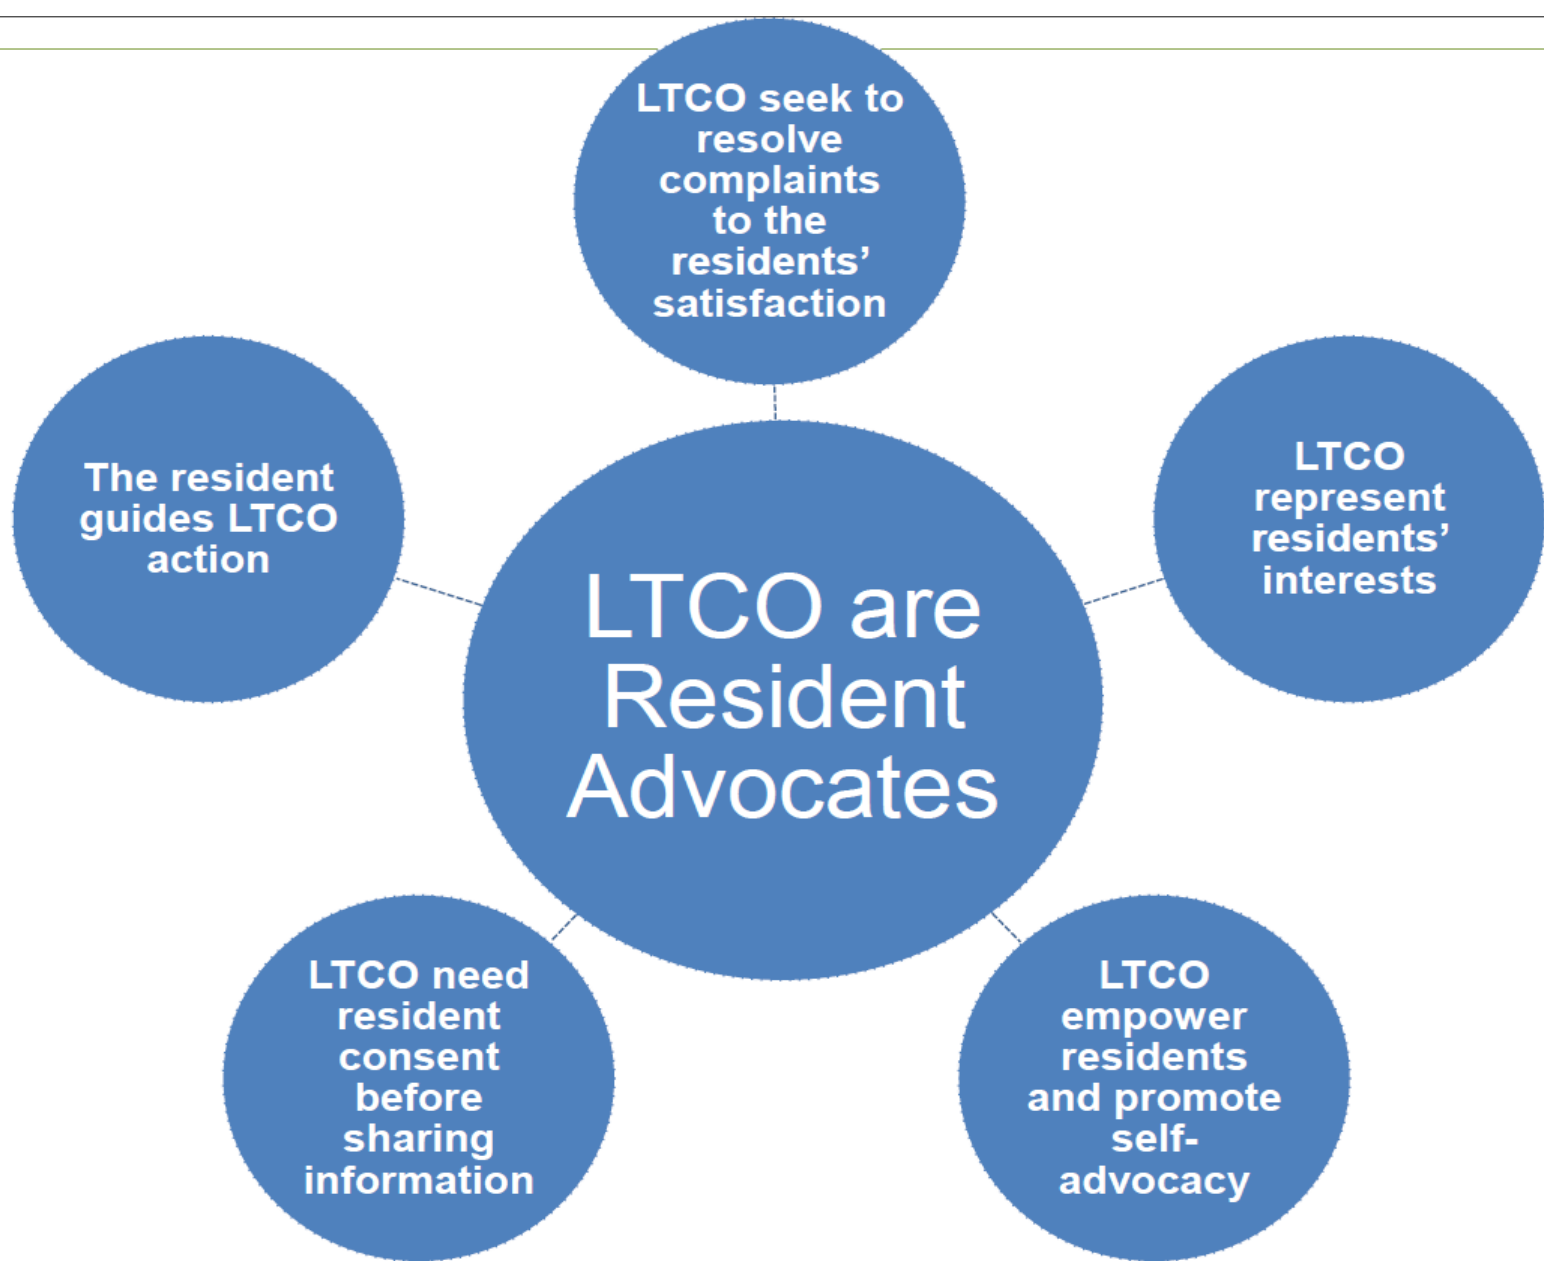 LTCO seek to
resolve
complaints
to the
residents’
satisfaction
The resident
guides LTCO
action
LTCO
represent
residents’
interests
LTCO are
Resident
Advocates
LTCO need
resident
consent
before
sharing
information
LTCO
empower
residents
and promote
self-
advocacy